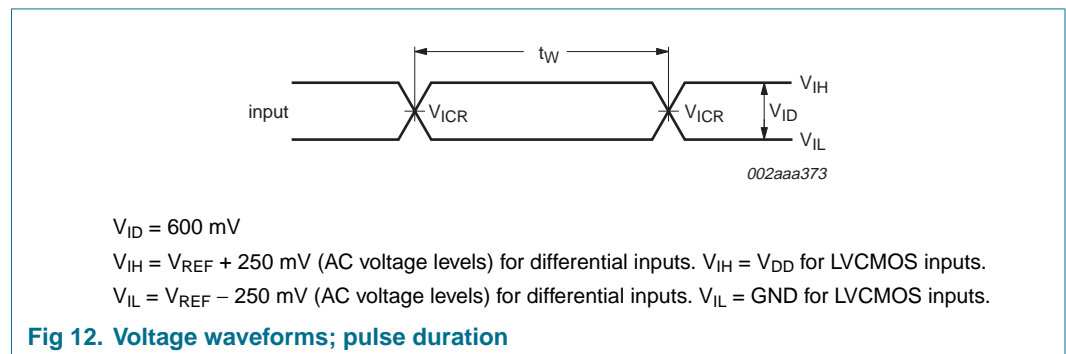 tW
input
VICR
VICR
VIH
VID
VIL
002aaa373
VID = 600 mV
VIH = VREF + 250 mV (AC voltage levels) for differential inputs. VIH = VDD for LVCMOS inputs.
VIL = VREF − 250 mV (AC voltage levels) for differential inputs. VIL = GND for LVCMOS inputs.
Fig 12. Voltage waveforms; pulse duration